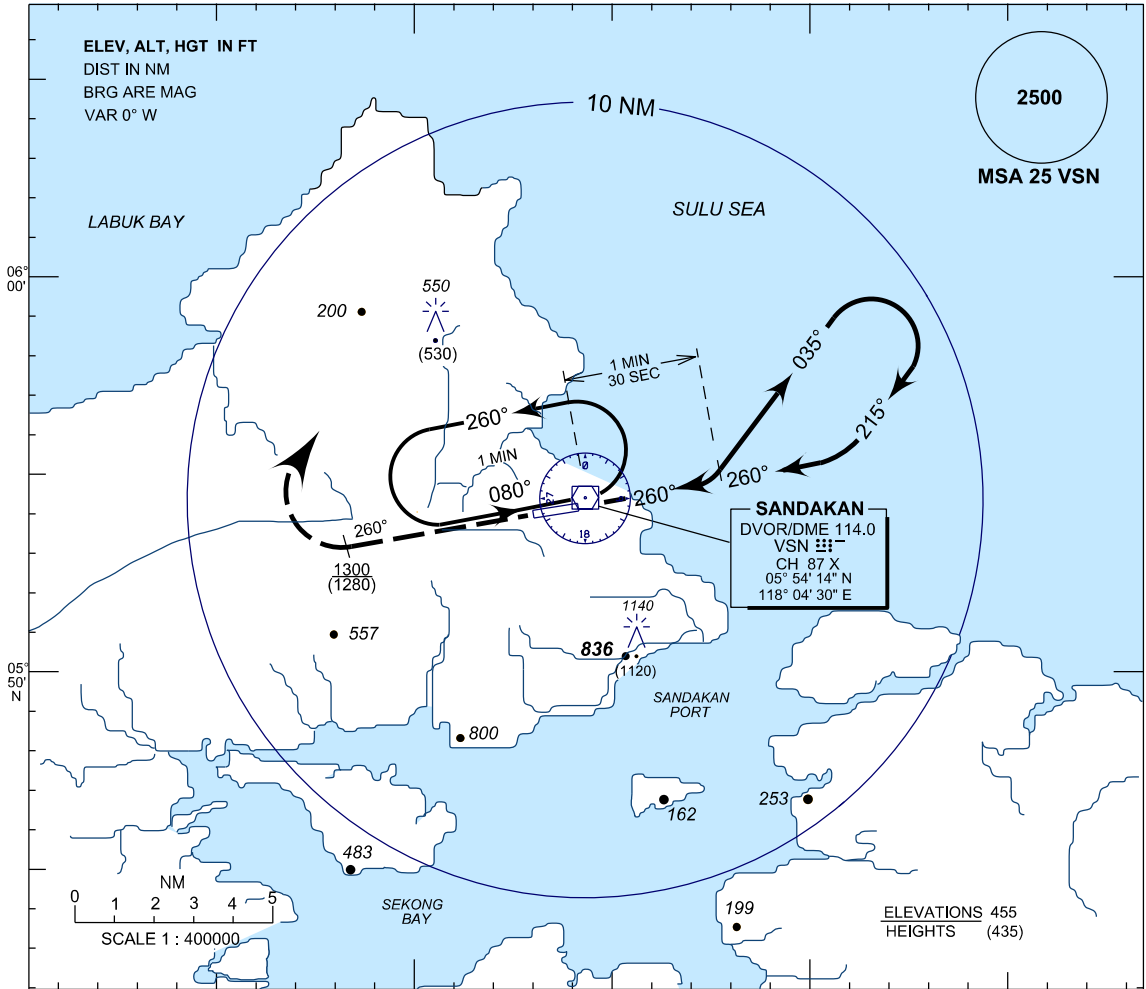 ELEV, ALT, HGT IN FT
DIST IN NM
BRG ARE MAG
VAR 0° W
10 NM
2500
MSA 25 VSN
LABUK BAY
SULU SEA
06°
00'
550
200
(530)
1 MIN
30 SEC
035°
215°
260°
1 MIN
080°
0
27
18
260°
260°
260°
1300
(1280)
SANDAKAN
DVOR/DME 114.0
VSN
CH 87 X
05° 54' 14" N
118° 04' 30" E
557
1140
836
(1120)
05°
50'
N
SANDAKAN
PORT
800
162
253
483
NM
0 1 2 3 4 5
SCALE 1 : 400000
SEKONG
BAY
199
ELEVATIONS 455
HEIGHTS (435)